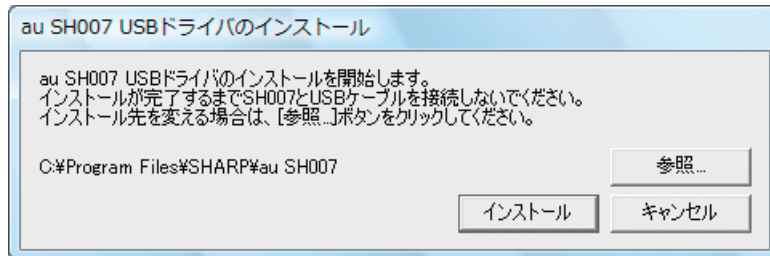 au SH007 USBドライバのインストール
au SH007 USBドライバのインストールを開始します。
インストールが完了するまでSH007とUSBケーブルを接続しないでください。
インストール先を変える場合は、[参照...]ボタンをクリックしてください。
C:¥Program Files¥SHARP¥au SH007
参照...
インストール
キャンセル